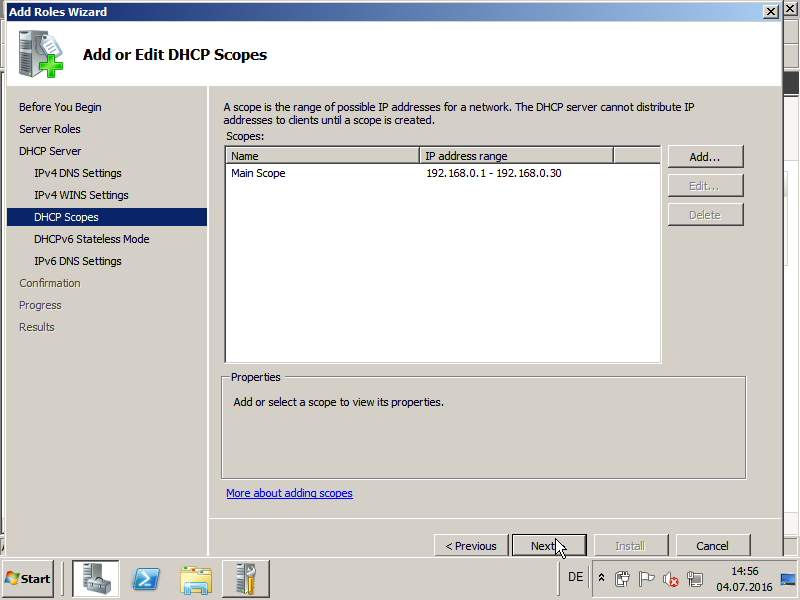 Add Roles Wizard
Add or Edit DHCP Scopes
Before You Begin
Server Roles
DHCP Server
IPv4 DNS Settings
IPv4 WINS Settings
DHCP Scopes
DHCPv6 Stateless Mode
IPv6 DNS Settings
Confirmation
Progress
Results
A scope is the range of possible IP addresses for a network. The DHCP server cannot distribute IP
addresses to clients until a scope is created.
Scopes:
Name IP address range
Main Scope 192.168.0.1 - 192.168.0.30
Add...
Edit...
Delete
Properties
Add or select a scope to view its properties.
More about adding scopes
< Previous Next Install Cancel
Start DE 14:56
04.07.2016